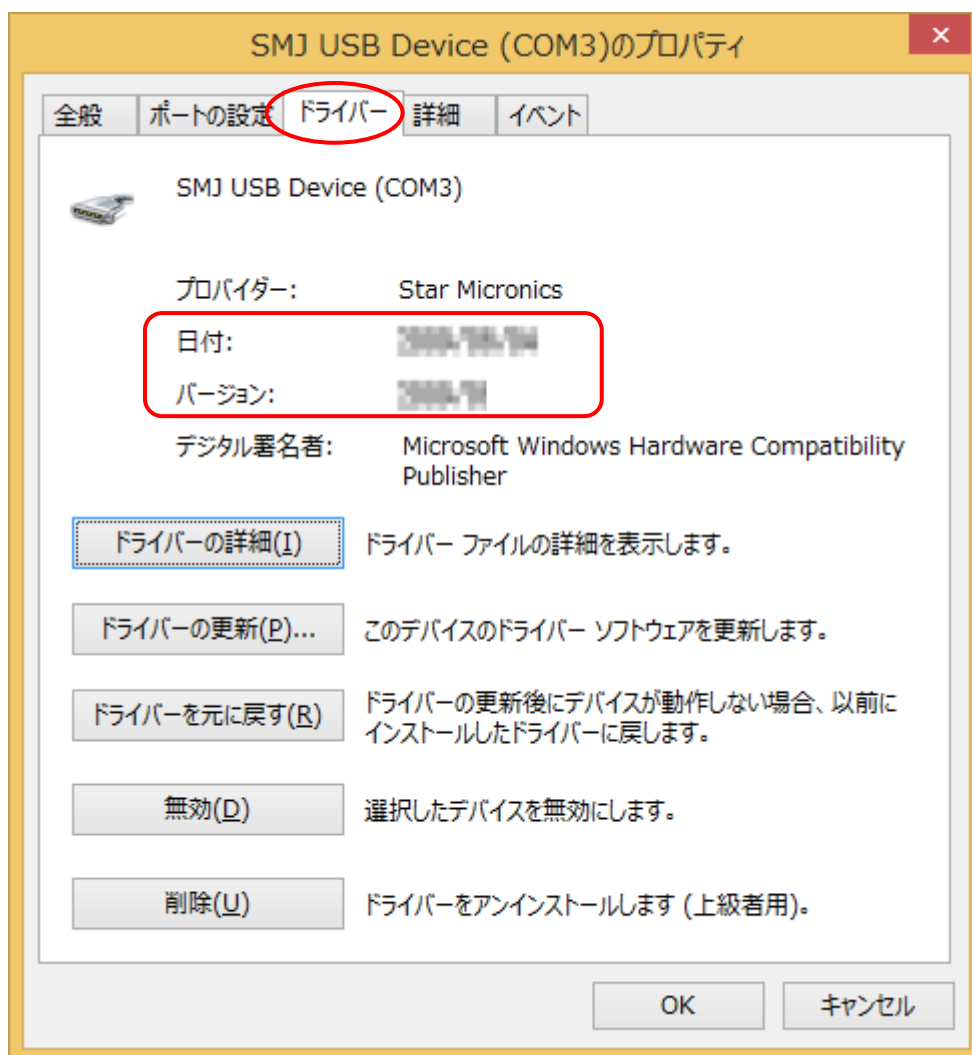 SMJ USB Device (COM3)のプロパティ
全般 ポートの設定 ドライバー 詳細 イベント
SMJ USB Device (COM3)
プロバイダー: Star Micronics
日付:
バージョン:
デジタル署名者: Microsoft Windows Hardware Compatibility
Publisher
ドライバーの詳細(I) ドライバー ファイルの詳細を表示します。
ドライバーの更新(P)... このデバイスのドライバー ソフトウェアを更新します。
ドライバーを元に戻す(R) ドライバーの更新後にデバイスが動作しない場合、以前に
インストールしたドライバーに戻します。
無効(D) 選択したデバイスを無効にします。
削除(U) ドライバーをアンインストールします (上級者用)。
OK キャンセル